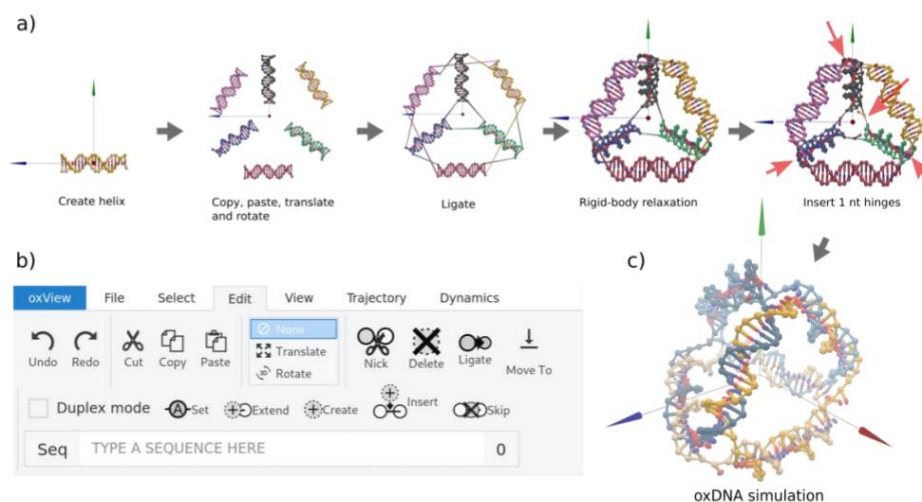 a)
Create helix
Copy, paste, translate
and rotate
Ligate
Rigid-body relaxation
Insert 1 nt hinges
b)
oxView File Select Edit View Trajectory Dynamics
Undo Redo Cut Copy Paste
None
Translate
Rotate
Nick Delete Ligate Move To
Duplex mode A Set Extend Create Insert Skip
Seq TYPE A SEQUENCE HERE 0
c)
oxDNA simulation